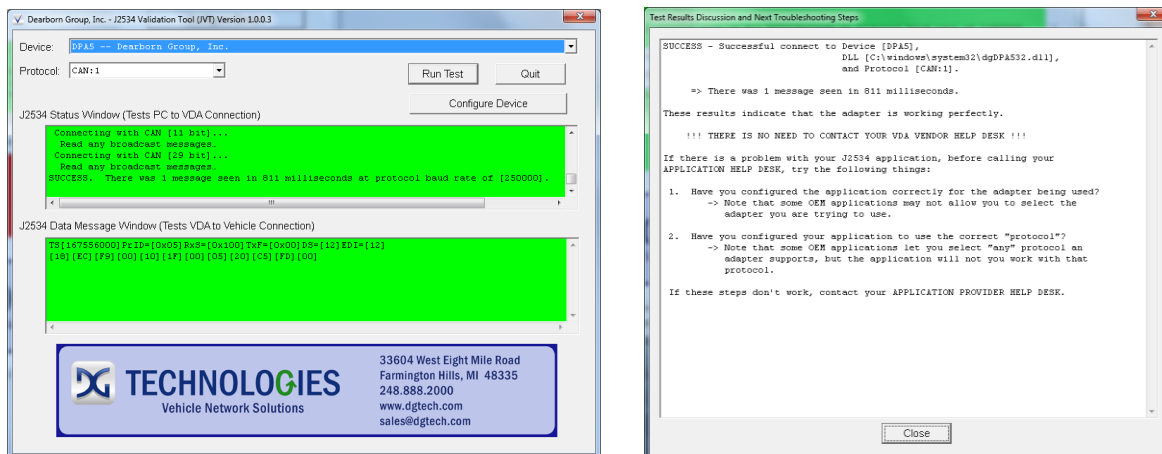 Dearborn Group, Inc. - J2534 Validation Tool (JVT) Version 1.0.0.3
Device: DPA5 -- Dearborn Group, Inc.
Protocol: CAN:1
Run Test Quit
Configure Device
J2534 Status Window (Tests PC to VDA Connection)
Connecting with CAN [11 bit]...
Read any broadcast messages.
Connecting with CAN [29 bit]...
Read any broadcast messages.
SUCCESS. There was 1 message seen in 811 milliseconds at protocol baud rate of [250000].
J2534 Data Message Window (Tests VDA to Vehicle Connection)
TS[167556000]PrID=[0x05]RxS=[0x100]TxF=[0x00]DS=[12]EDI=[12]
[18][EC][F9][00][10][1F][00][05][20][C5][FD][00]
DG TECHNOLOGIES
Vehicle Network Solutions
33604 West Eight Mile Road
Farmington Hills, MI 48335
248.888.2000
www.dgtech.com
sales@dgtech.com
Test Results Discussion and Next Troubleshooting Steps
SUCCESS - Successful connect to Device [DPA5],
DLL [C:\windows\system32\dgDPA532.dll],
and Protocol [CAN:1].
=> There was 1 message seen in 811 milliseconds.
These results indicate that the adapter is working perfectly.
!!! THERE IS NO NEED TO CONTACT YOUR VDA VENDOR HELP DESK !!!
If there is a problem with your J2534 application, before calling your
APPLICATION HELP DESK, try the following things:
1. Have you configured the application correctly for the adapter being used?
-> Note that some OEM applications may not allow you to select the
adapter you are trying to use.
2. Have you configured your application to use the correct "protocol"?
-> Note that some OEM applications let you select "any" protocol an
adapter supports, but the application will not you work with that
protocol.
If these steps don't work, contact your APPLICATION PROVIDER HELP DESK.
Close